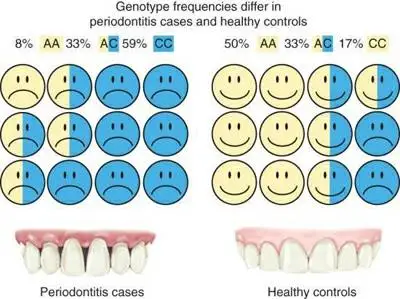 Genotype frequencies differ in
periodontitis cases and healthy controls
8% AA 33% AC 59% CC 50% AA 33% AC 17% CC
Periodontitis cases Healthy controls